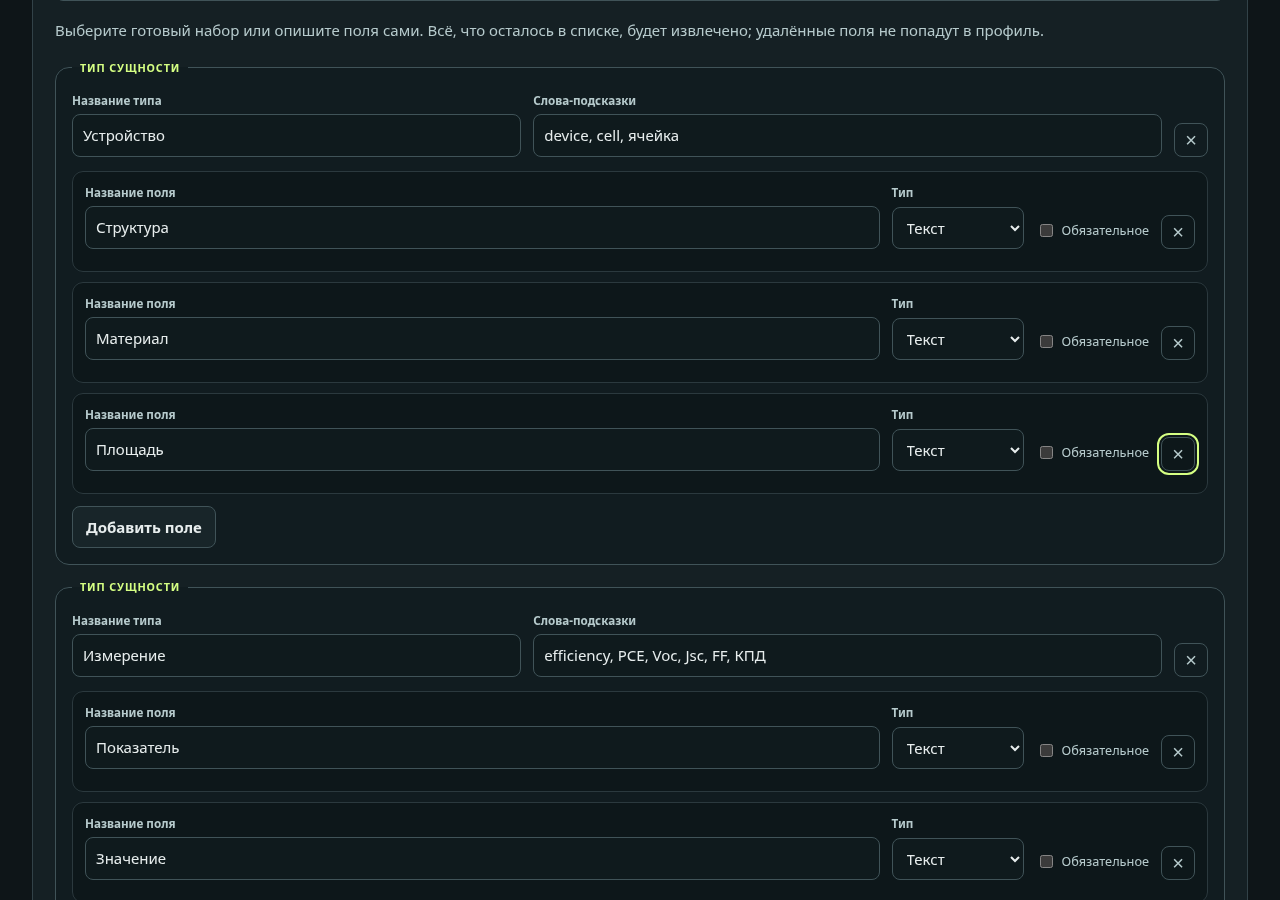 Выберите готовый набор или опишите поля сами. Всё, что осталось в списке, будет извлечено; удалённые поля не попадут в профиль.
ТИП СУЩНОСТИ
Название типа Слова-подсказки
Устройство device, cell, ячейка ×
Название поля Тип
Структура Текст Обязательное ×
Название поля Тип
Материал Текст Обязательное ×
Название поля Тип
Площадь Текст Обязательное ×
Добавить поле
ТИП СУЩНОСТИ
Название типа Слова-подсказки
Измерение efficiency, PCE, Voc, Jsc, FF, КПД ×
Название поля Тип
Показатель Текст Обязательное ×
Название поля Тип
Значение Текст Обязательное ×